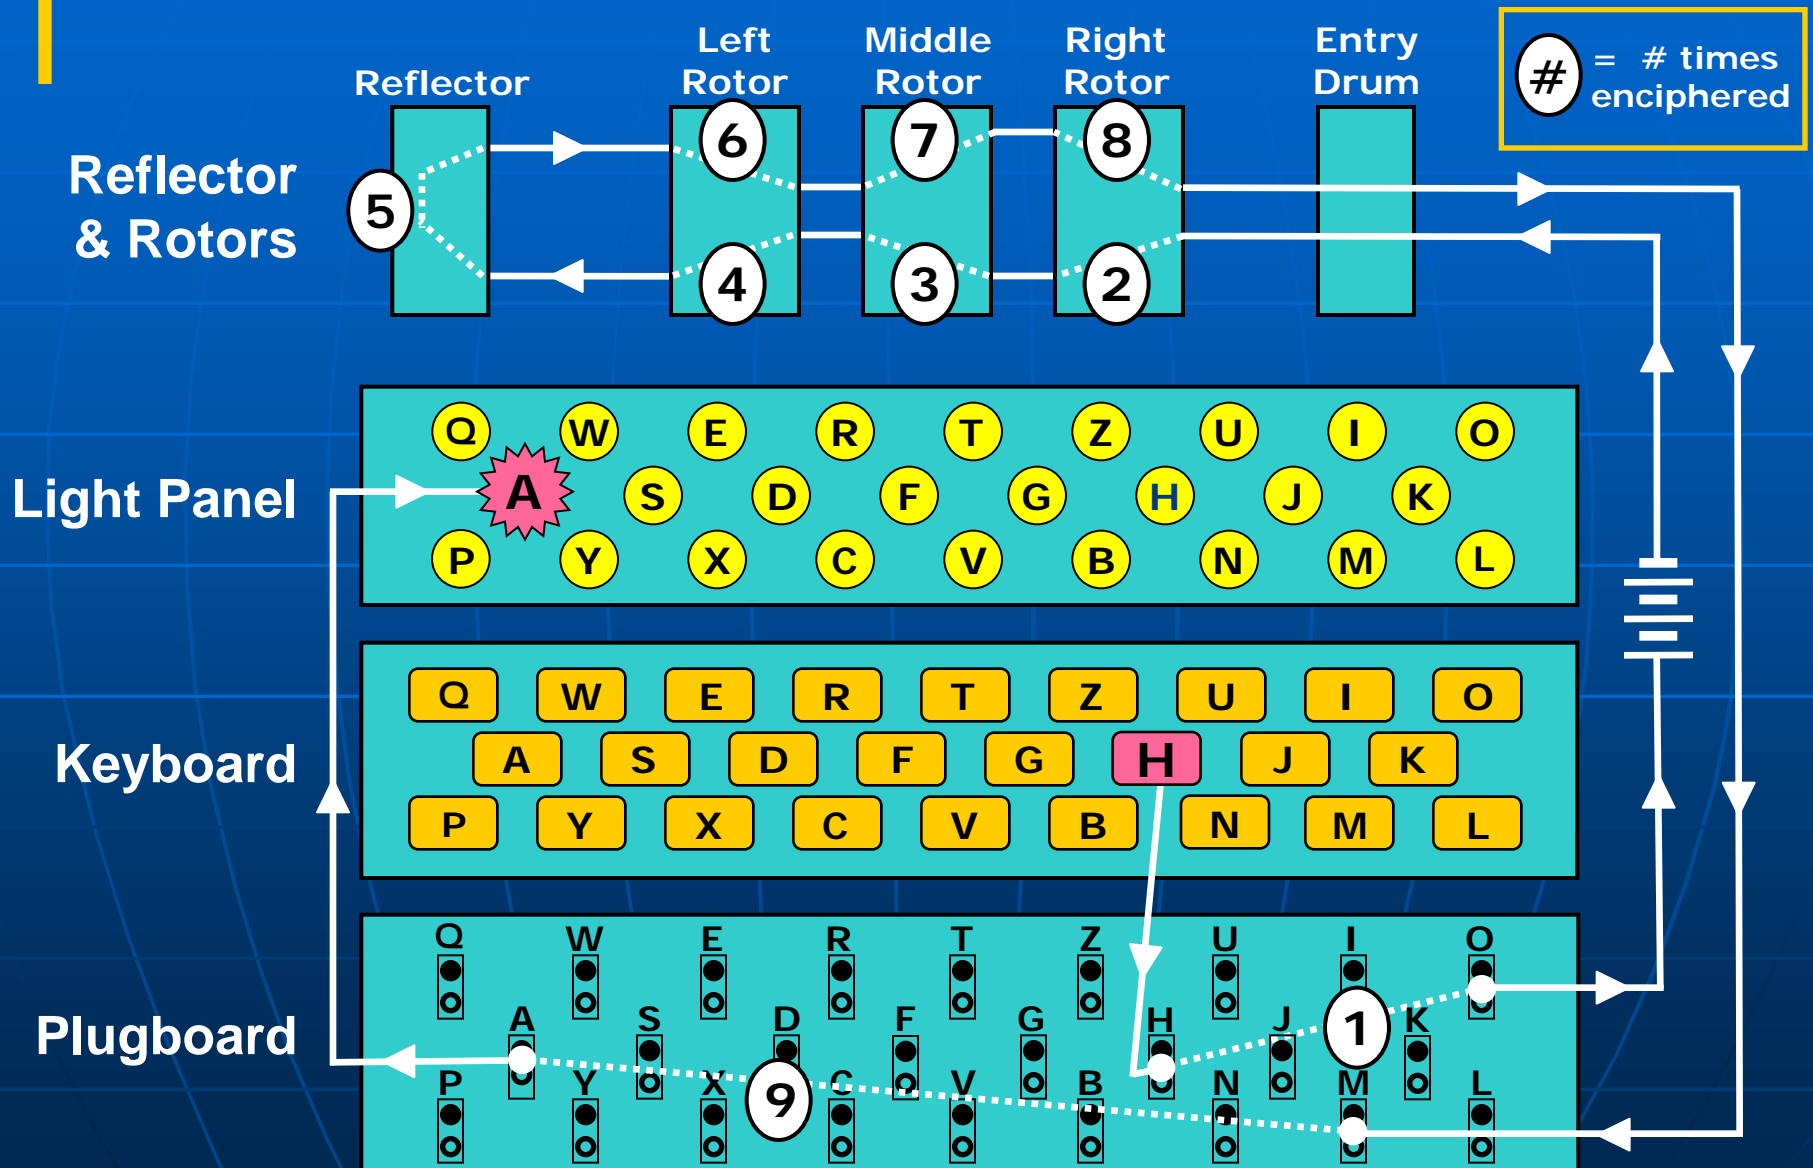 Left Middle Right Entry
Reflector Rotor Rotor Rotor Drum
# = # times
enciphered
Reflector
& Rotors
6 7 8
5
4 3 2
Light Panel
Q W E R T Z U I O
A S D F G H J K
P Y X C V B N M L
Keyboard
Q W E R T Z U I O
A S D F G H J K
P Y X C V B N M L
Plugboard
Q W E R T Z U I O
A S D F G H J 1 K
P Y X 9 C V B N M L